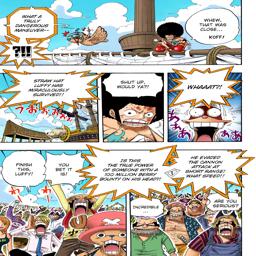 WHAT A
TRULY
DANGEROUS
MANEUVER--
?!!
WHEW,
THAT WAS
CLOSE...
KOFF!
STRAW HAT
LUFFY HAS
MIRACULOUSLY
SURVIVED!!
SHUT UP,
WOULD YA?!
WHAAAT?!
FINISH
THIS,
LUFFY!
YOU BET
IT IS!
IS THIS
THE TRUE POWER
OF SOMEONE WITH A
100 MILLION BERRY
BOUNTY ON HIS HEAD?!
HE EVADED
THE CANNON
ATTACK AT
SHORT RANGE!
WHAT SPEED!!
INCREDIBLE
ARE YOU
SERIOUS?